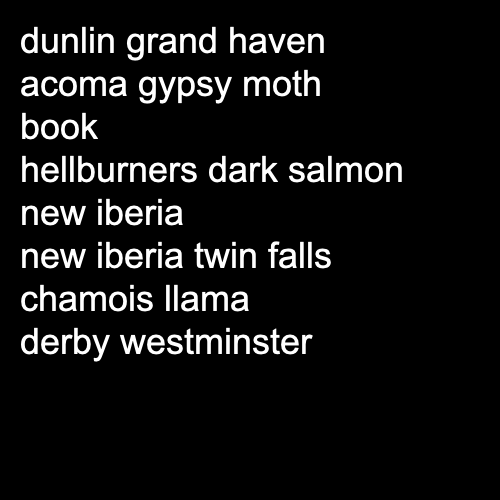 dunlin grand haven
acoma gypsy moth
book
hellburners dark salmon
new iberia
new iberia twin falls
chamois llama
derby westminster